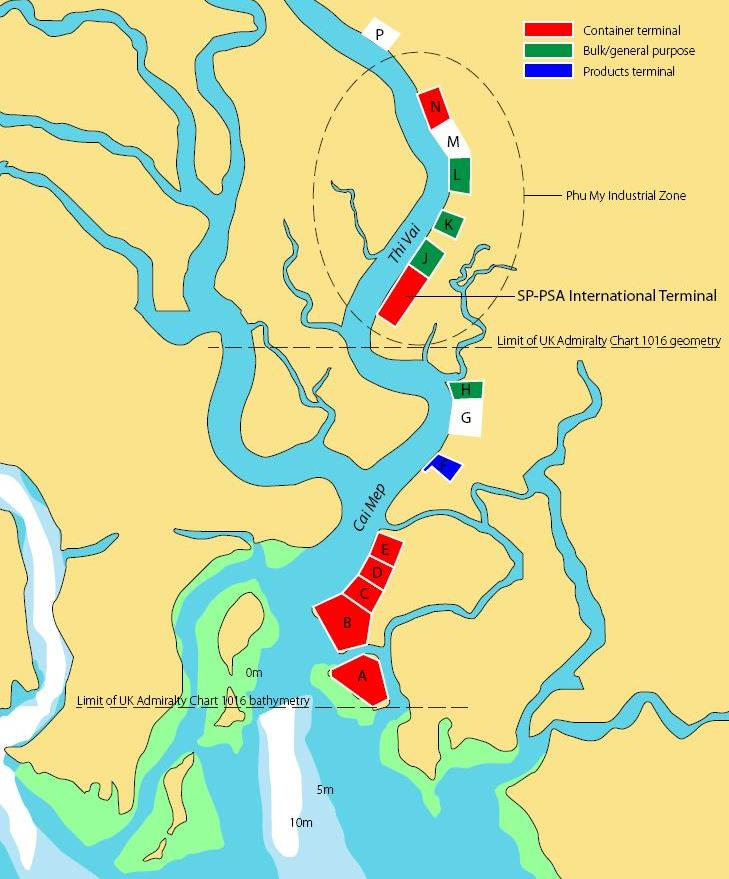 P
Container terminal
Bulk/general purpose
Products terminal
N
M
L
Phu My Industrial Zone
K
Thi Vai
J
SP-PSA International Terminal
Limit of UK Admiralty Chart 1016 geometry
H
G
F
Cai Mep
E
D
C
B
0m
A
Limit of UK Admiralty Chart 1016 bathymetry
5m
10m